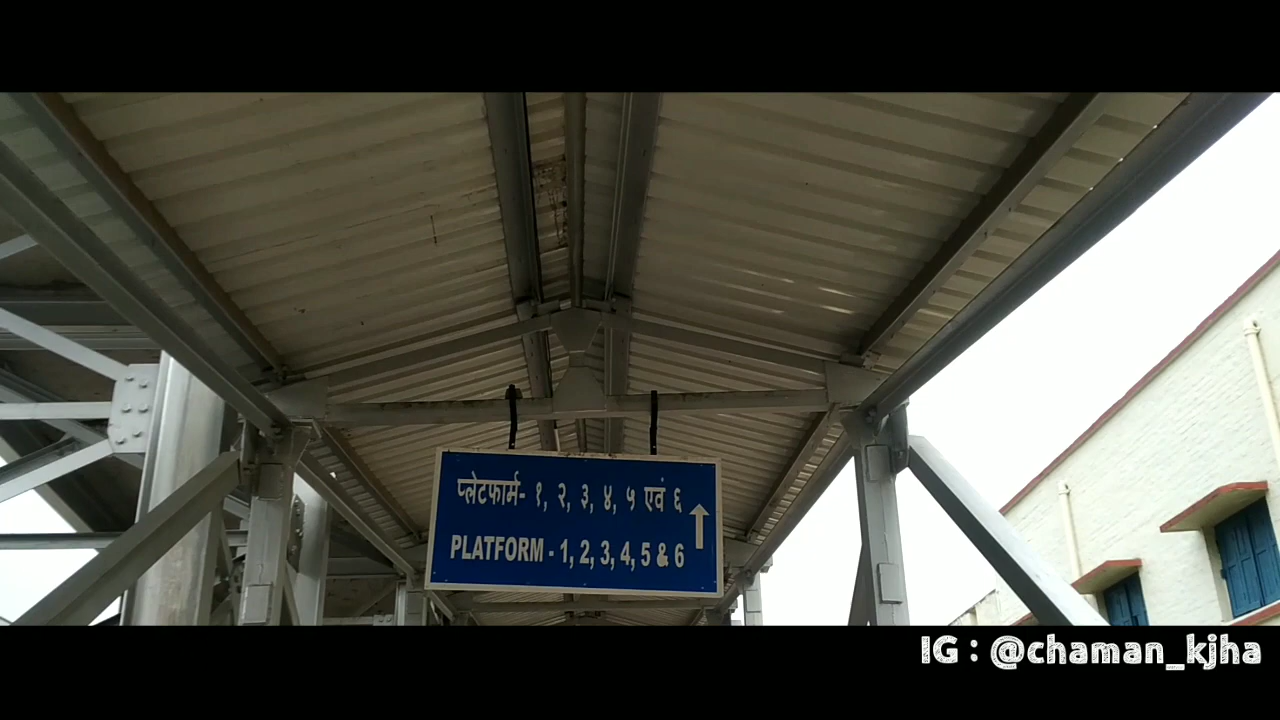 प्लेटफार्म- १, २, ३, ४, ५ एवं ६
PLATFORM - 1, 2, 3, 4, 5 & 6
IG : @chaman_kjha